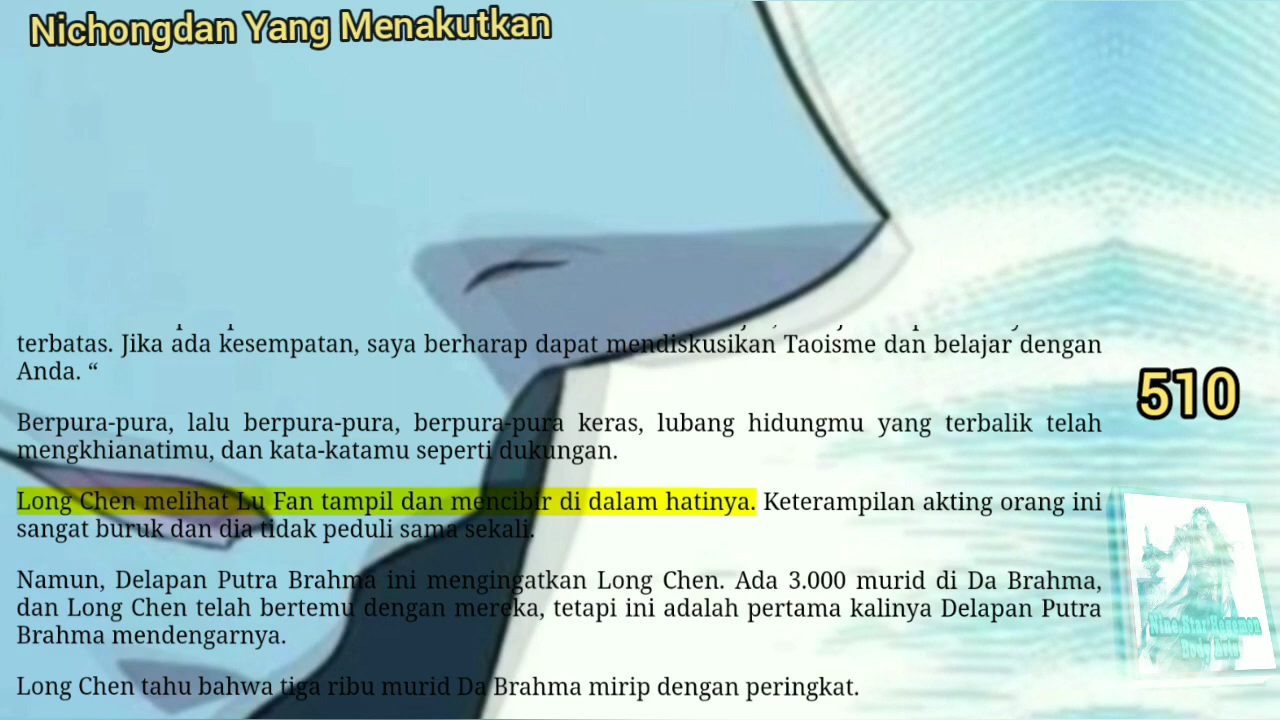 Nichongdan Yang Menakutkan
terbatas. Jika ada kesempatan, saya berharap dapat mendiskusikan Taoisme dan belajar dengan
Anda. “
Berpura-pura, lalu berpura-pura, berpura-pura keras, lubang hidungmu yang terbalik telah
mengkhianatimu, dan kata-katamu seperti dukungan.
Long Chen melihat Lu Fan tampil dan mencibir di dalam hatinya. Keterampilan akting orang ini
sangat buruk dan dia tidak peduli sama sekali.
Namun, Delapan Putra Brahma ini mengingatkan Long Chen. Ada 3.000 murid di Da Brahma,
dan Long Chen telah bertemu dengan mereka, tetapi ini adalah pertama kalinya Delapan Putra
Brahma mendengarnya.
Long Chen tahu bahwa tiga ribu murid Da Brahma mirip dengan peringkat.
510
Nine Star Hegemon
Body Arts